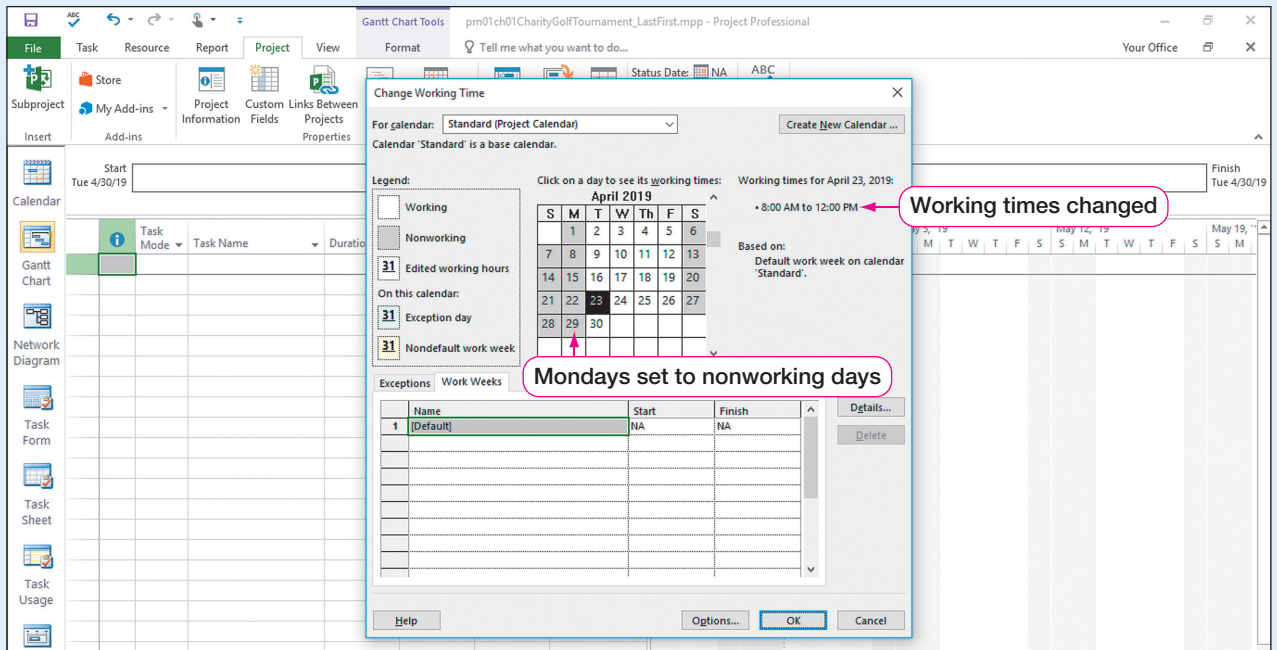 ABC
Gantt Chart Tools
pm01ch01CharityGolfTournament_LastFirst.mpp - Project Professional
File Task Resource Report Project View Format Tell me what you want to do... Your Office
Subproject
Insert
Store
My Add-ins
Add-ins
Project Information
Custom Fields
Links Between Projects
Properties
Status Date: NA
ABC
Start
Tue 4/30/19
Finish
Tue 4/30/19
Calendar
Gantt Chart
Network Diagram
Task Form
Task Sheet
Task Usage
Task Mode
Task Name
Duratio
y 5, 19
May 12, 19
May 19, '
M T W T F S S M T W T F S S M
Change Working Time
For calendar: Standard (Project Calendar)
Create New Calendar ...
Calendar 'Standard' is a base calendar.
Legend:
Working
Nonworking
31 Edited working hours
On this calendar:
31 Exception day
31 Nondefault work week
Click on a day to see its working times:
April 2019
S M T W Th F S
1 2 3 4 5 6
7 8 9 10 11 12 13
14 15 16 17 18 19 20
21 22 23 24 25 26 27
28 29 30
Working times for April 23, 2019:
• 8:00 AM to 12:00 PM
Working times changed
Based on:
Default work week on calendar
'Standard'.
Mondays set to nonworking days
Exceptions Work Weeks
Name Start Finish
1 [Default] NA NA
Details...
Delete
Help
Options...
OK
Cancel